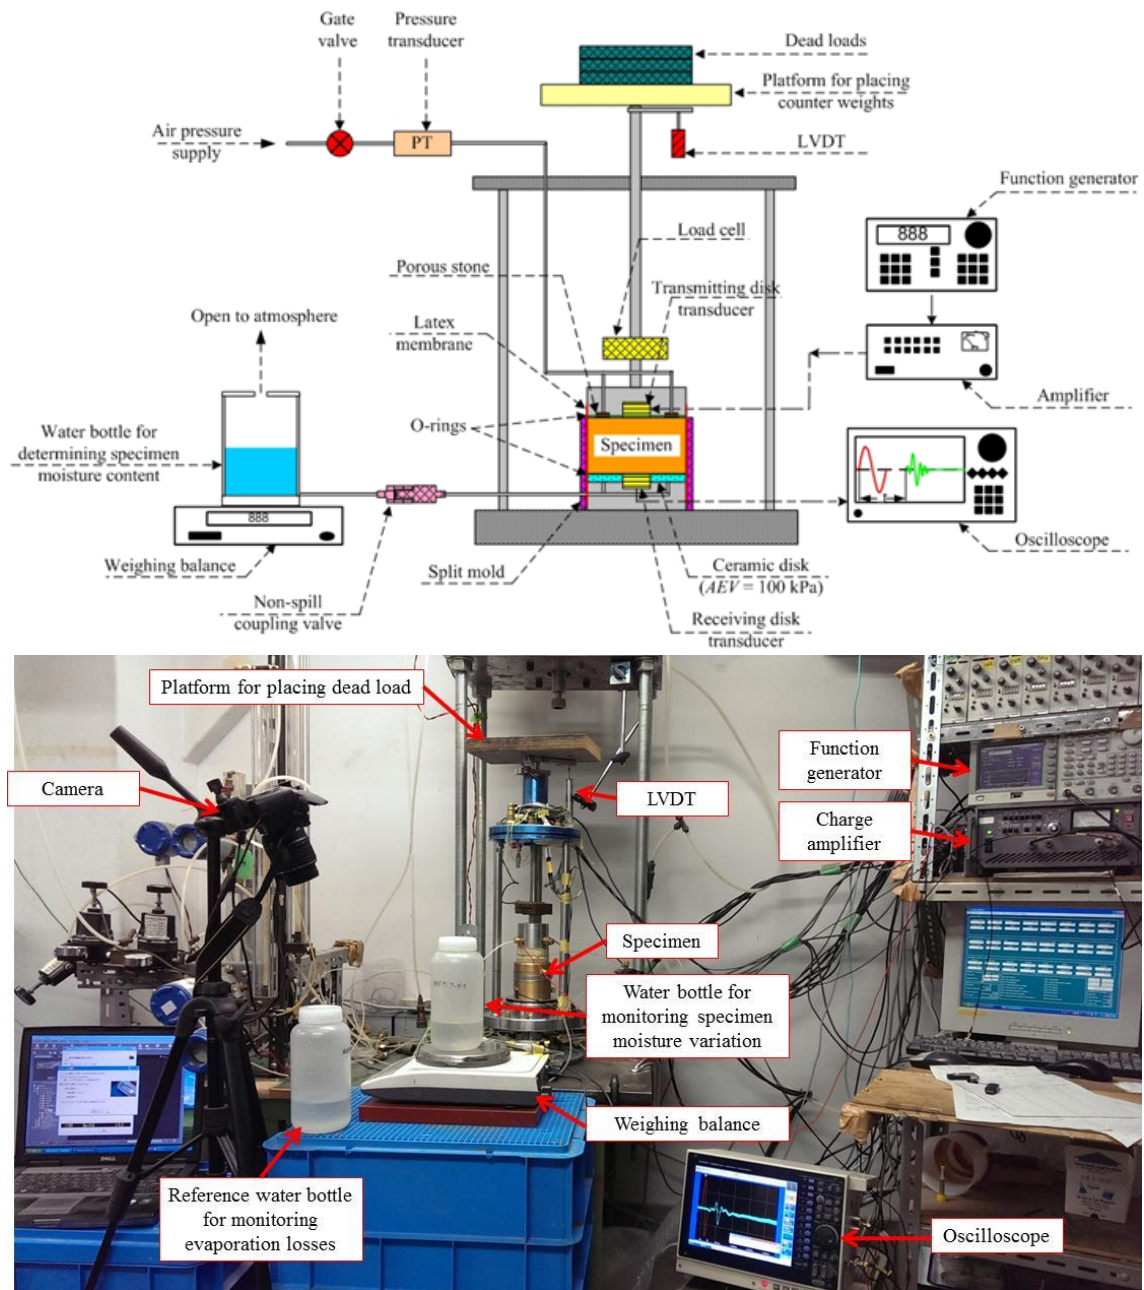 Gate
valve
Pressure
transducer
Dead loads
Platform for placing
counter weights
Air pressure
supply
PT
LVDT
Function generator
888
Load cell
Porous stone
Transmitting disk
transducer
Open to atmosphere
Latex
membrane
Amplifier
O-rings
Specimen
Water bottle for
determining specimen
moisture content
t
888
Oscilloscope
Weighing balance
Split mold
Ceramic disk
(AEV = 100 kPa)
Non-spill
coupling valve
Receiving disk
transducer
Platform for placing dead load
Function
generator
Camera
LVDT
Charge
amplifier
Specimen
Water bottle for
monitoring specimen
moisture variation
Weighing balance
DELL
Reference water bottle
for monitoring
evaporation losses
Oscilloscope